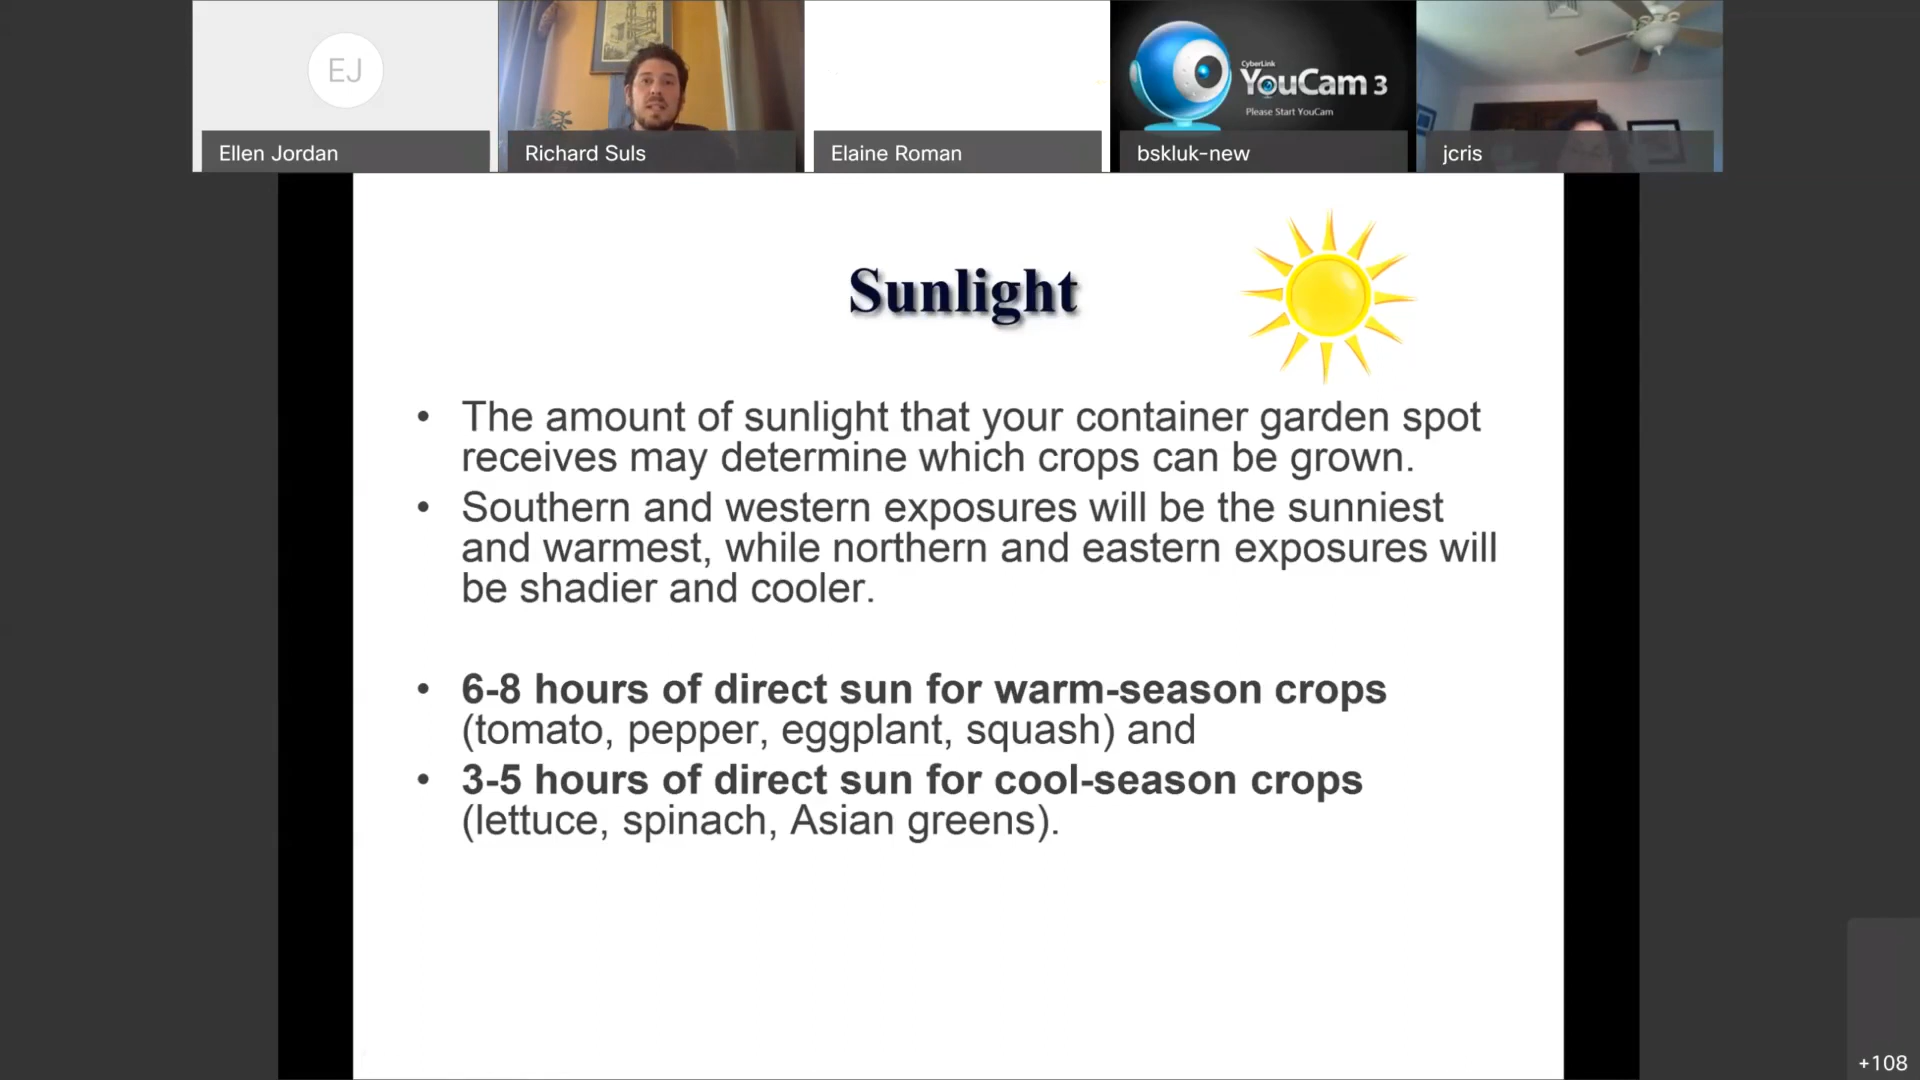 EJ
Ellen Jordan
Richard Suls
Elaine Roman
CyberLink
YouCam 3
Please Start YouCam
bskluk-new
jcris
Sunlight
• The amount of sunlight that your container garden spot
receives may determine which crops can be grown.
• Southern and western exposures will be the sunniest
and warmest, while northern and eastern exposures will
be shadier and cooler.
• 6-8 hours of direct sun for warm-season crops
(tomato, pepper, eggplant, squash) and
• 3-5 hours of direct sun for cool-season crops
(lettuce, spinach, Asian greens).
+108